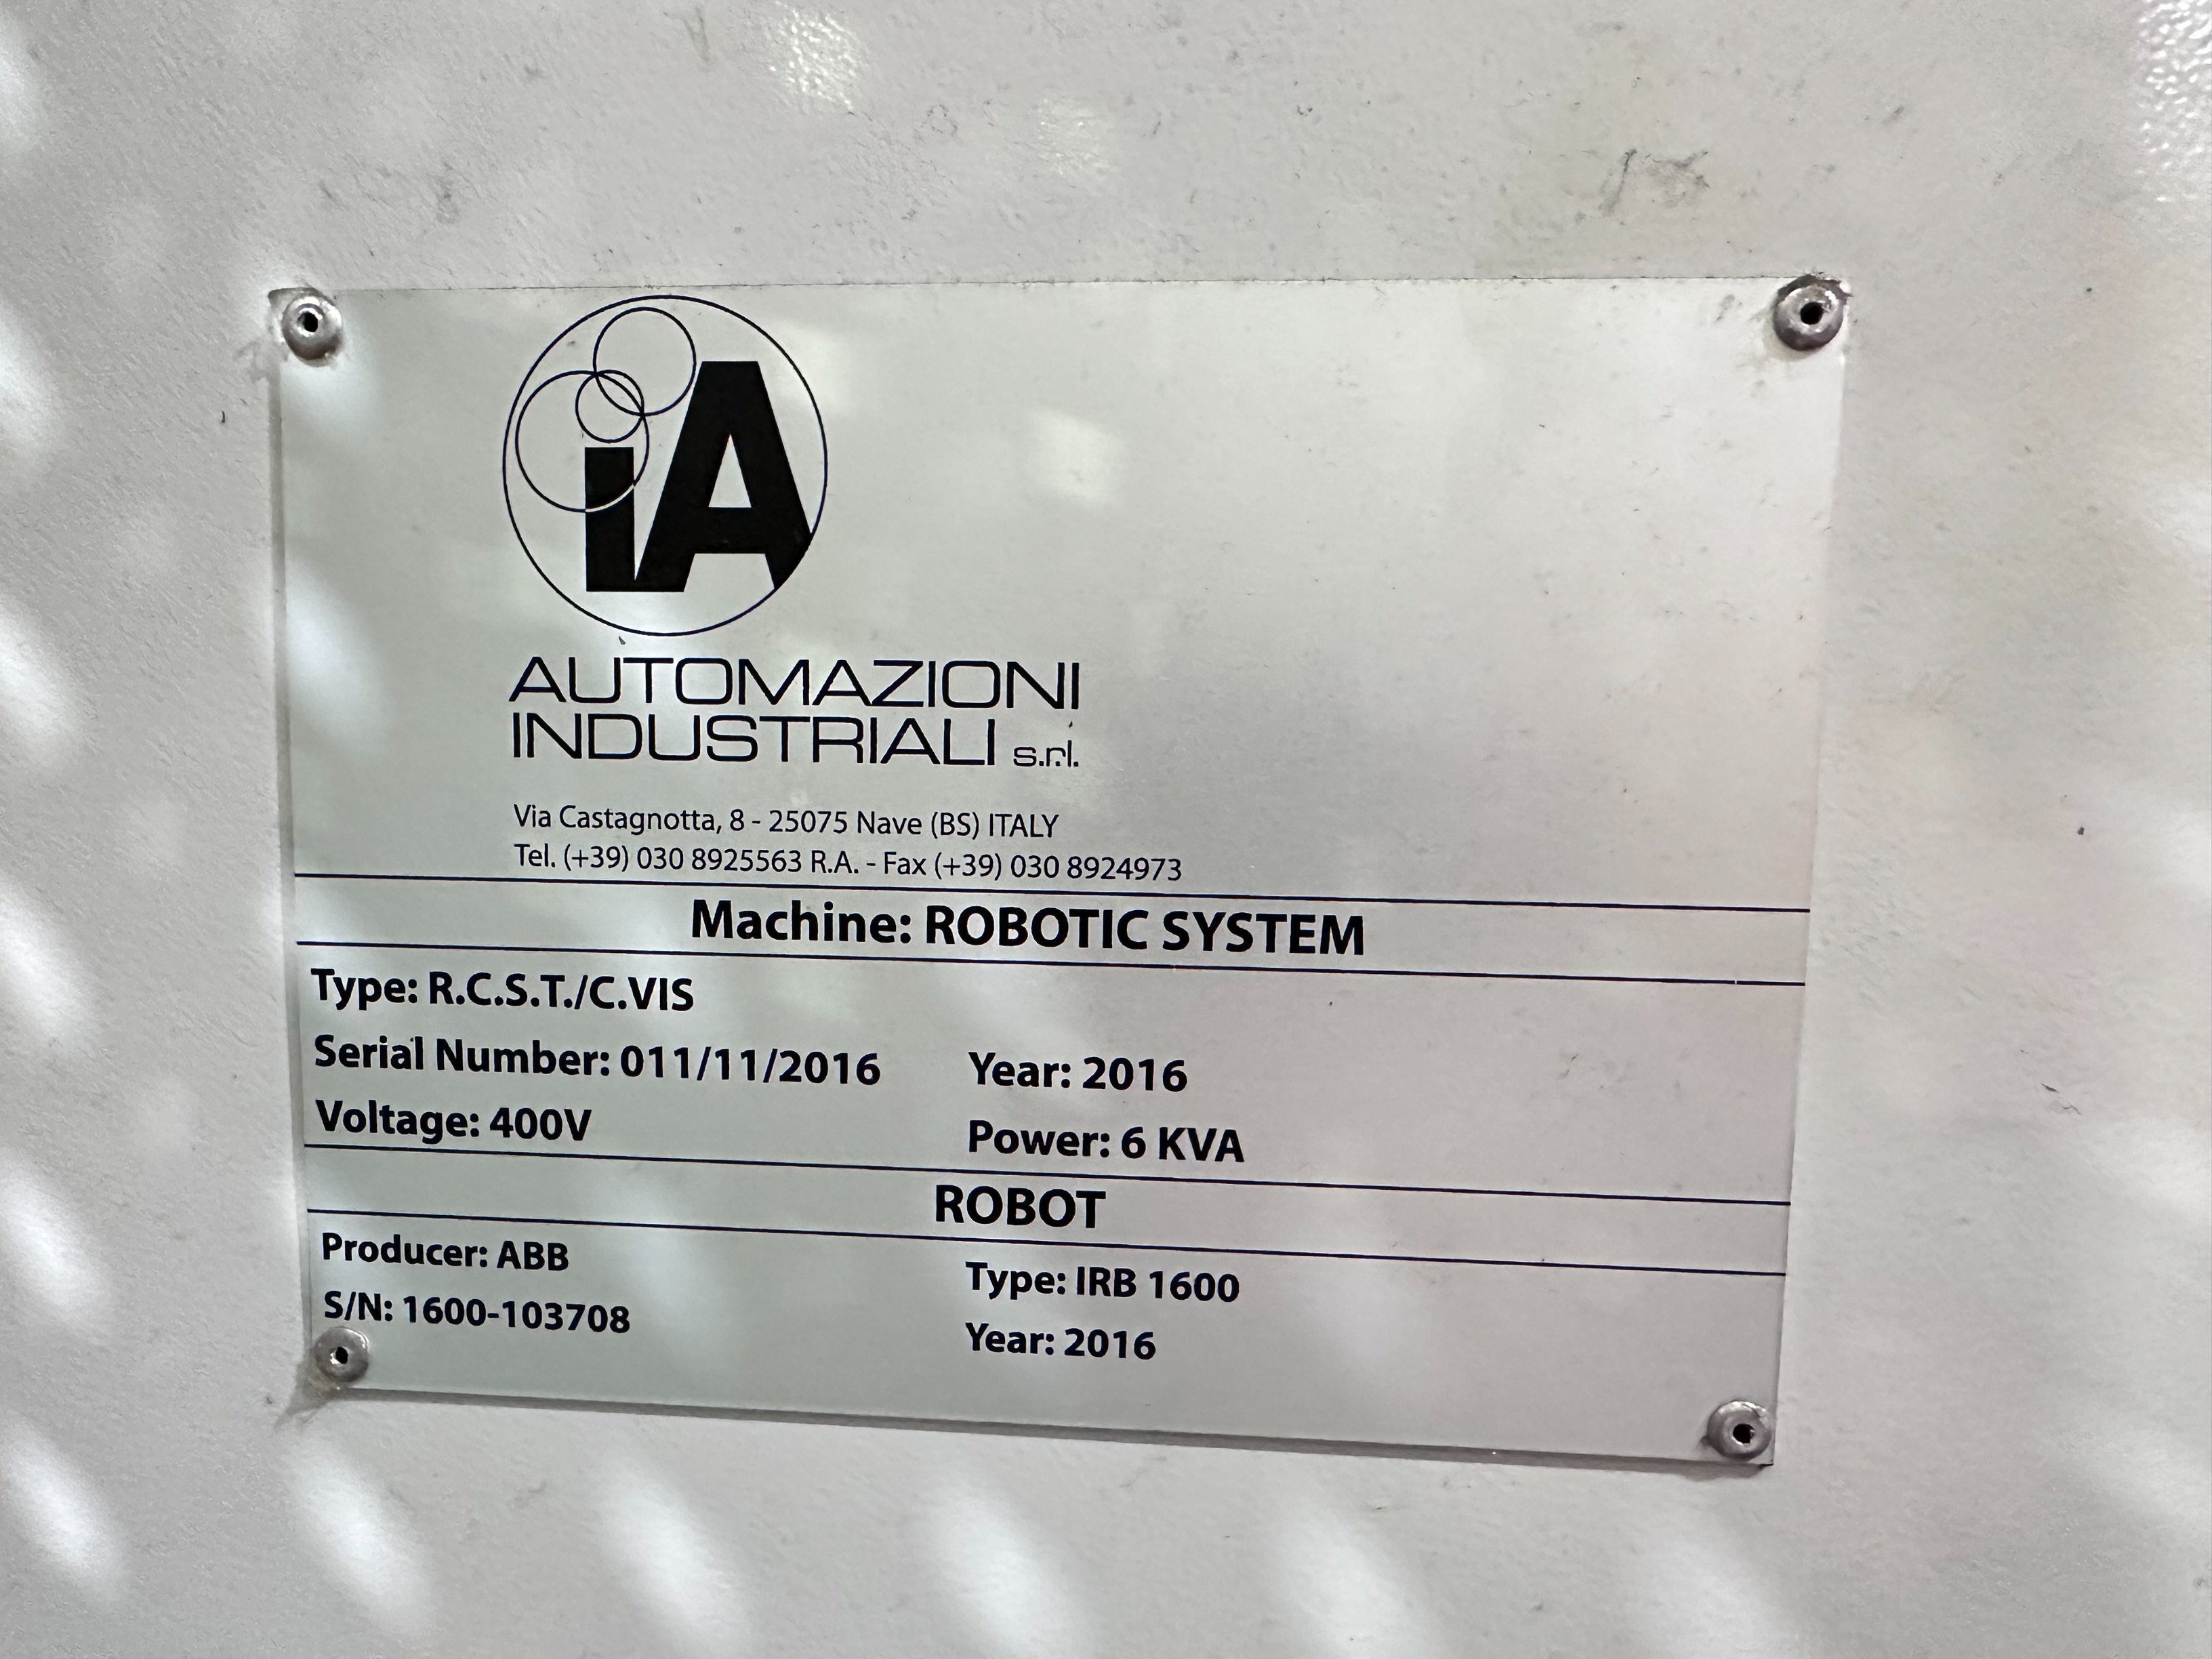 iA
AUTOMAZIONI
INDUSTRIALI s.r.l.
Via Castagnotta, 8 - 25075 Nave (BS) ITALY
Tel. (+39) 030 8925563 R.A. - Fax (+39) 030 8924973
Machine: ROBOTIC SYSTEM
Type: R.C.S.T./C.VIS
Serial Number: 011/11/2016 Year: 2016
Voltage: 400V Power: 6 KVA
ROBOT
Producer: ABB Type: IRB 1600
S/N: 1600-103708 Year: 2016